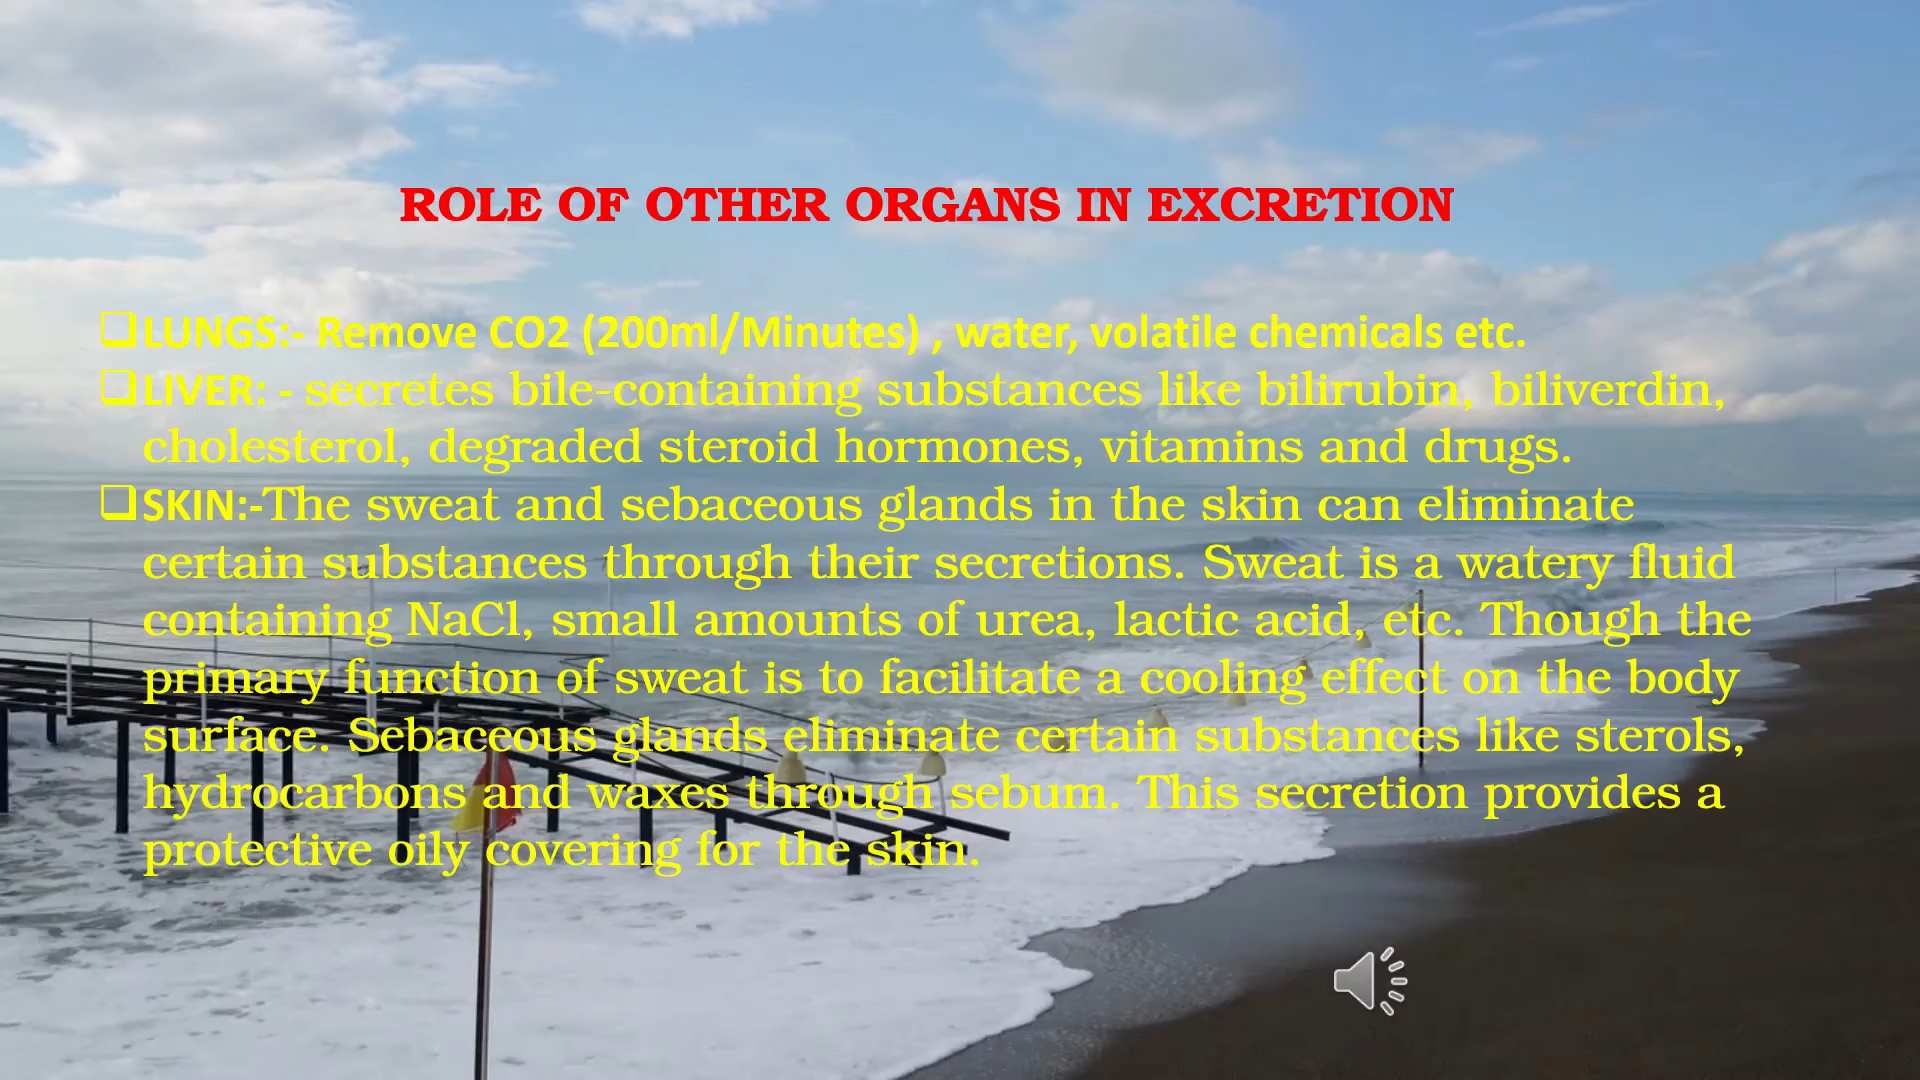 ROLE OF OTHER ORGANS IN EXCRETION
❑LUNGS:- Remove CO2 (200ml/Minutes) , water, volatile chemicals etc.
❑LIVER: - secretes bile-containing substances like bilirubin, biliverdin,
cholesterol, degraded steroid hormones, vitamins and drugs.
❑SKIN:-The sweat and sebaceous glands in the skin can eliminate
certain substances through their secretions. Sweat is a watery fluid
containing NaCl, small amounts of urea, lactic acid, etc. Though the
primary function of sweat is to facilitate a cooling effect on the body
surface. Sebaceous glands eliminate certain substances like sterols,
hydrocarbons and waxes through sebum. This secretion provides a
protective oily covering for the skin.